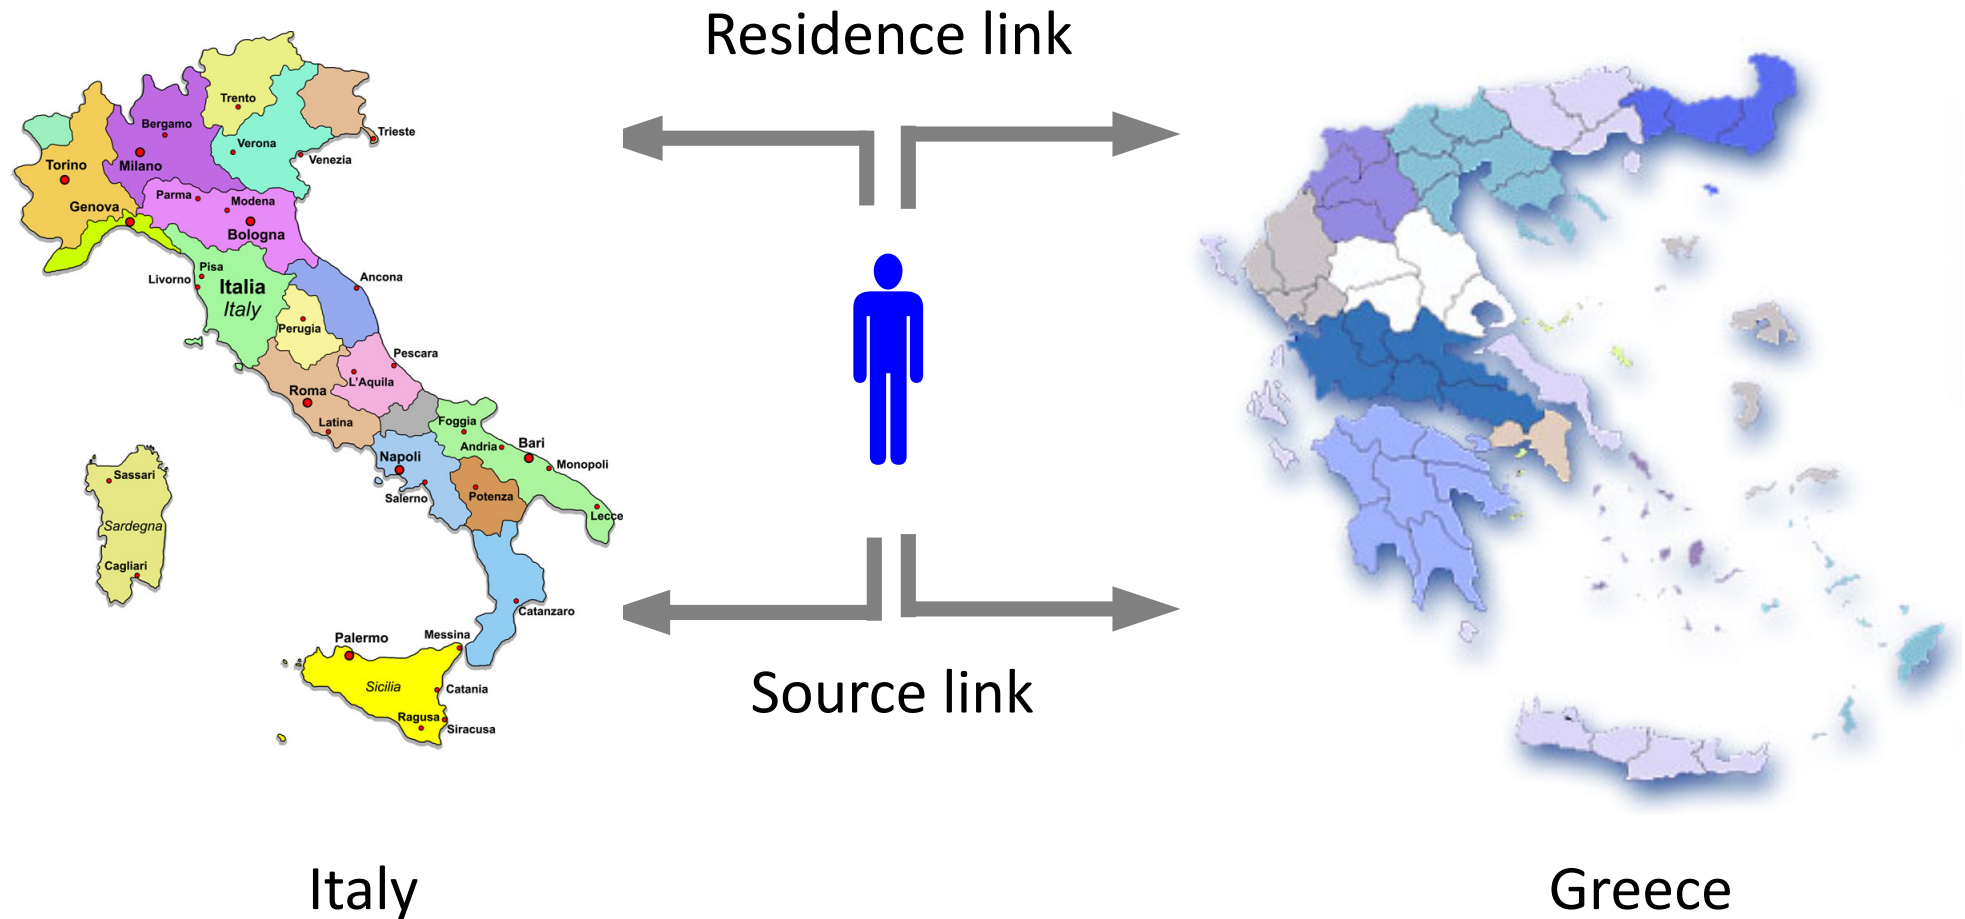 Residence link
Trento
Bergamo
Trieste
Verona
Milano
Venezia
Torino
Parma
Modena
Genova
Bologna
Pisa
Livorno
Ancona
Italia
Italy
Perugia
Pescara
L'Aquila
Roma
Latina
Foggia
Andria
Bari
Napoli
Monopoli
Sassari
Salerno
Potenza
Lecce
Sardegna
Cagliari
Catanzaro
Messina
Palermo
Sicilia
Catania
Ragusa
Siracusa
Source link
Italy
Greece